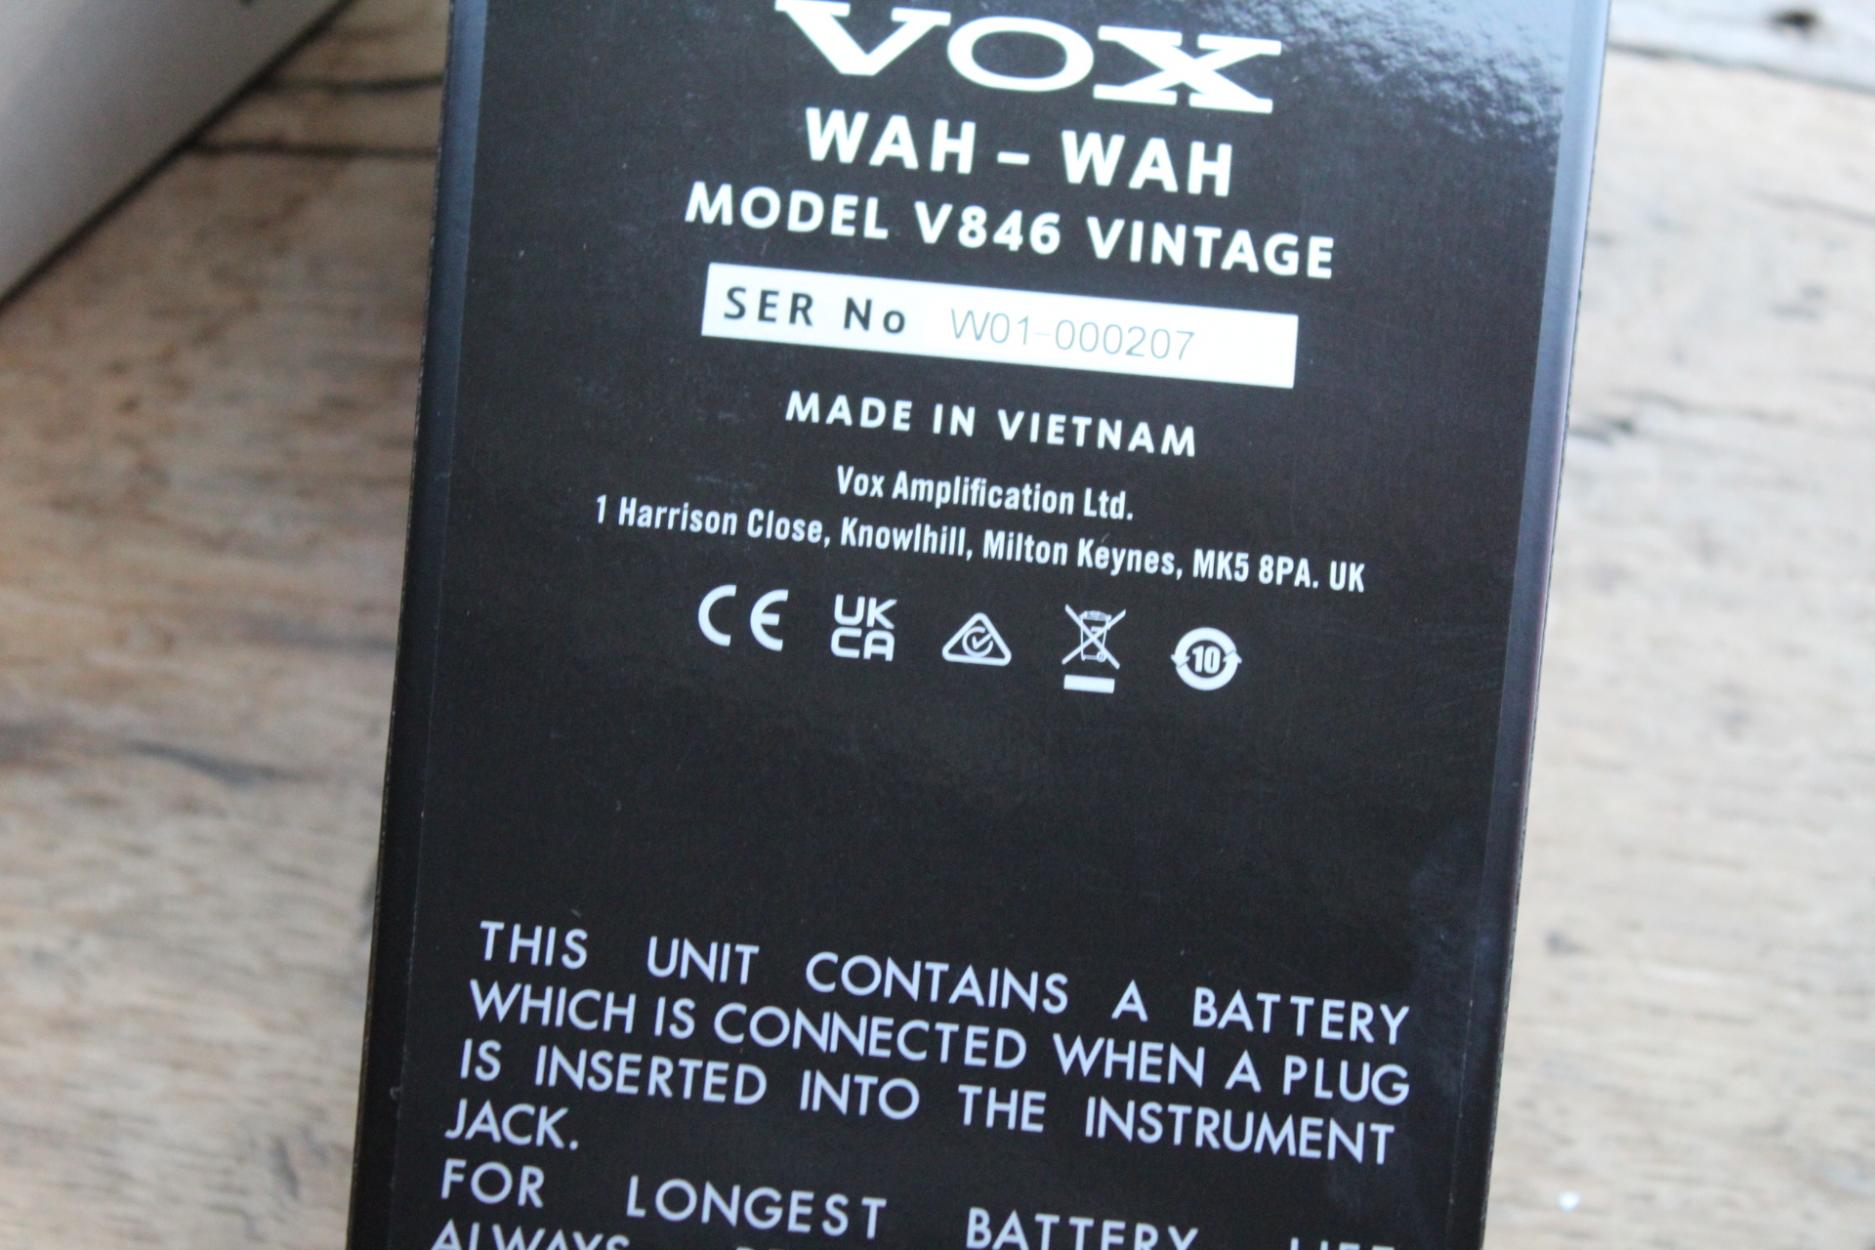 VOX
WAH – WAH
MODEL V846 VINTAGE
SER No W01-000207
MADE IN VIETNAM
Vox Amplification Ltd.
1 Harrison Close, Knowlhill, Milton Keynes, MK5 8PA. UK
CE UK CA 10
THIS UNIT CONTAINS A BATTERY
WHICH IS CONNECTED WHEN A PLUG
IS INSERTED INTO THE INSTRUMENT
JACK.
FOR LONGEST BATTERY LIFE
ALWAYS